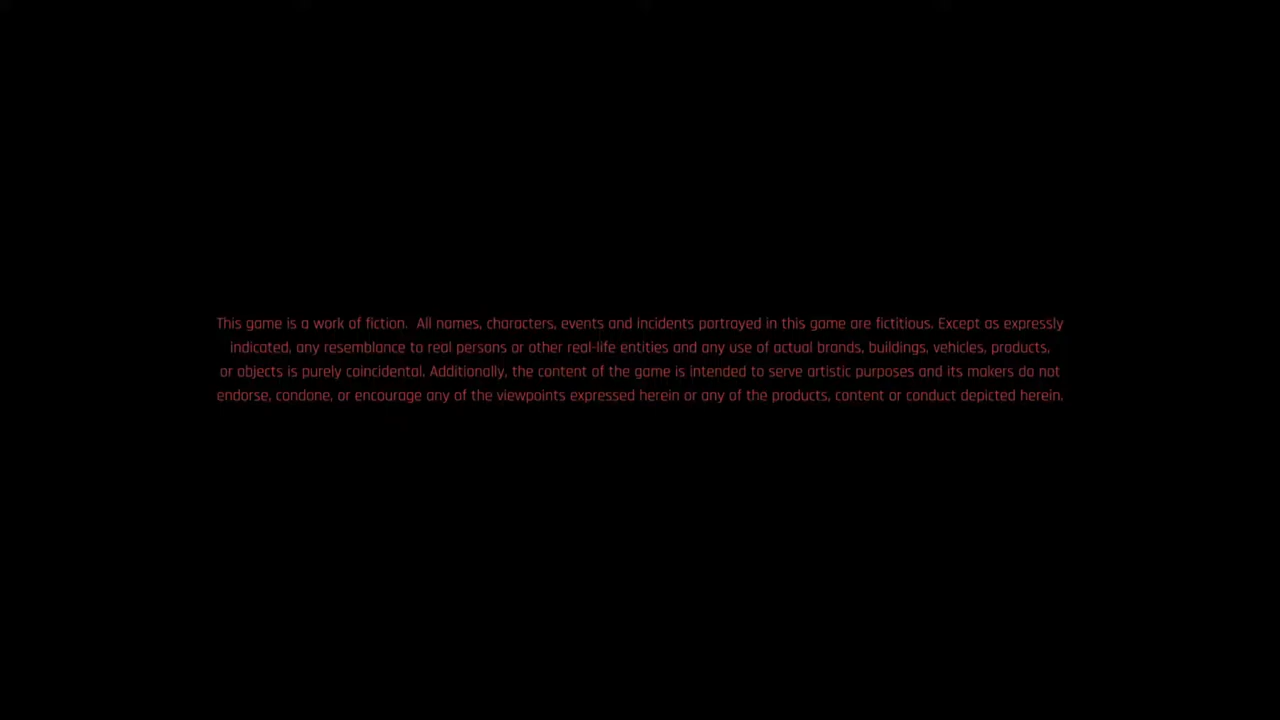 This game is a work of fiction.  All names, characters, events and incidents portrayed in this game are fictitious. Except as expressly
indicated, any resemblance to real persons or other real-life entities and any use of actual brands, buildings, vehicles, products,
or objects is purely coincidental. Additionally, the content of the game is intended to serve artistic purposes and its makers do not
endorse, condone, or encourage any of the viewpoints expressed herein or any of the products, content or conduct depicted herein.